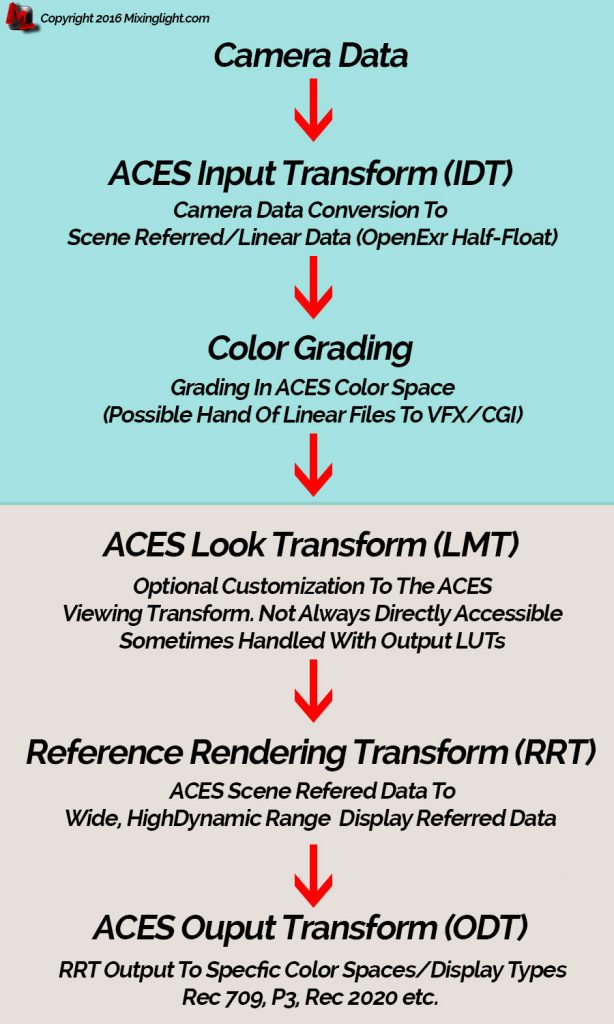 ML Copyright 2016 Mixinglight.com
Camera Data
ACES Input Transform (IDT)
Camera Data Conversion To
Scene Referred/Linear Data (OpenExr Half-Float)
Color Grading
Grading In ACES Color Space
(Possible Hand Of Linear Files To VFX/CGI)
ACES Look Transform (LMT)
Optional Customization To The ACES
Viewing Transform. Not Always Directly Accessible
Sometimes Handled With Output LUTs
Reference Rendering Transform (RRT)
ACES Scene Refered Data To
Wide, HighDynamic Range Display Referred Data
ACES Ouput Transform (ODT)
RRT Output To Specfic Color Spaces/Display Types
Rec 709, P3, Rec 2020 etc.